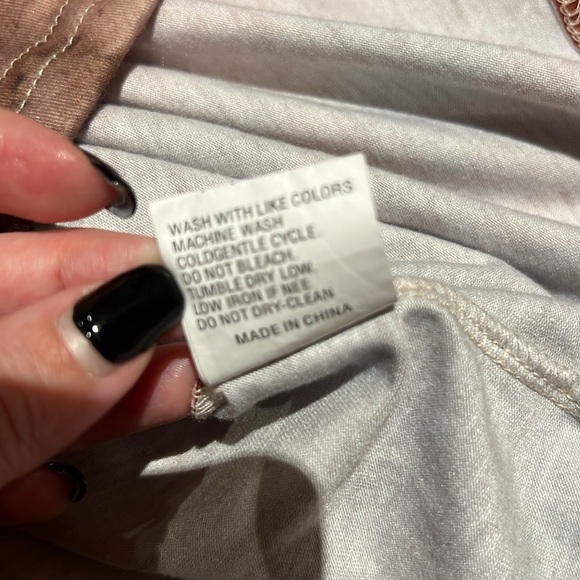 WASH WITH LIKE COLORS
MACHINE WASH
COLDGENTLE CYCLE.
DO NOT BLEACH.
TUMBLE DRY LOW.
LOW IRON IF NEE
DO NOT DRY-CLEAN
MADE IN CHINA